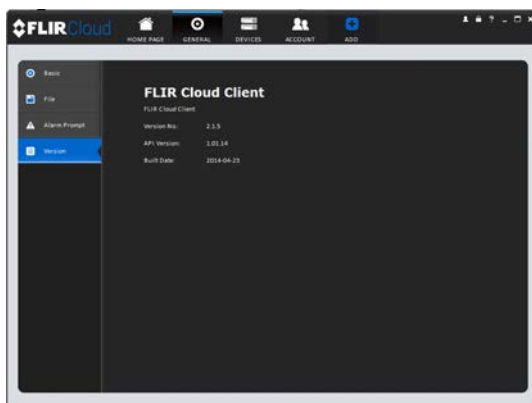 FLIR Cloud
HOME PAGE GENERAL DEVICES ACCOUNT ADD
Basic
File
Alarm Prompt
Version
FLIR Cloud Client
FLIR Cloud Client
Version No.: 2.1.5
API Version: 1.01.14
Built Date: 2014-04-23